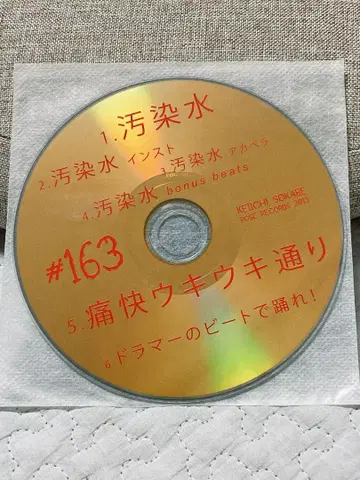 1.汚染水
2.汚染水 インスト
3.汚染水 アカペラ
4.汚染水 bonus beats
KEIICHI SOKABE
ROSE RECORDS 2013
#163
5.痛快ウキウキ通り
6 ドラマーのビートで踊れ!